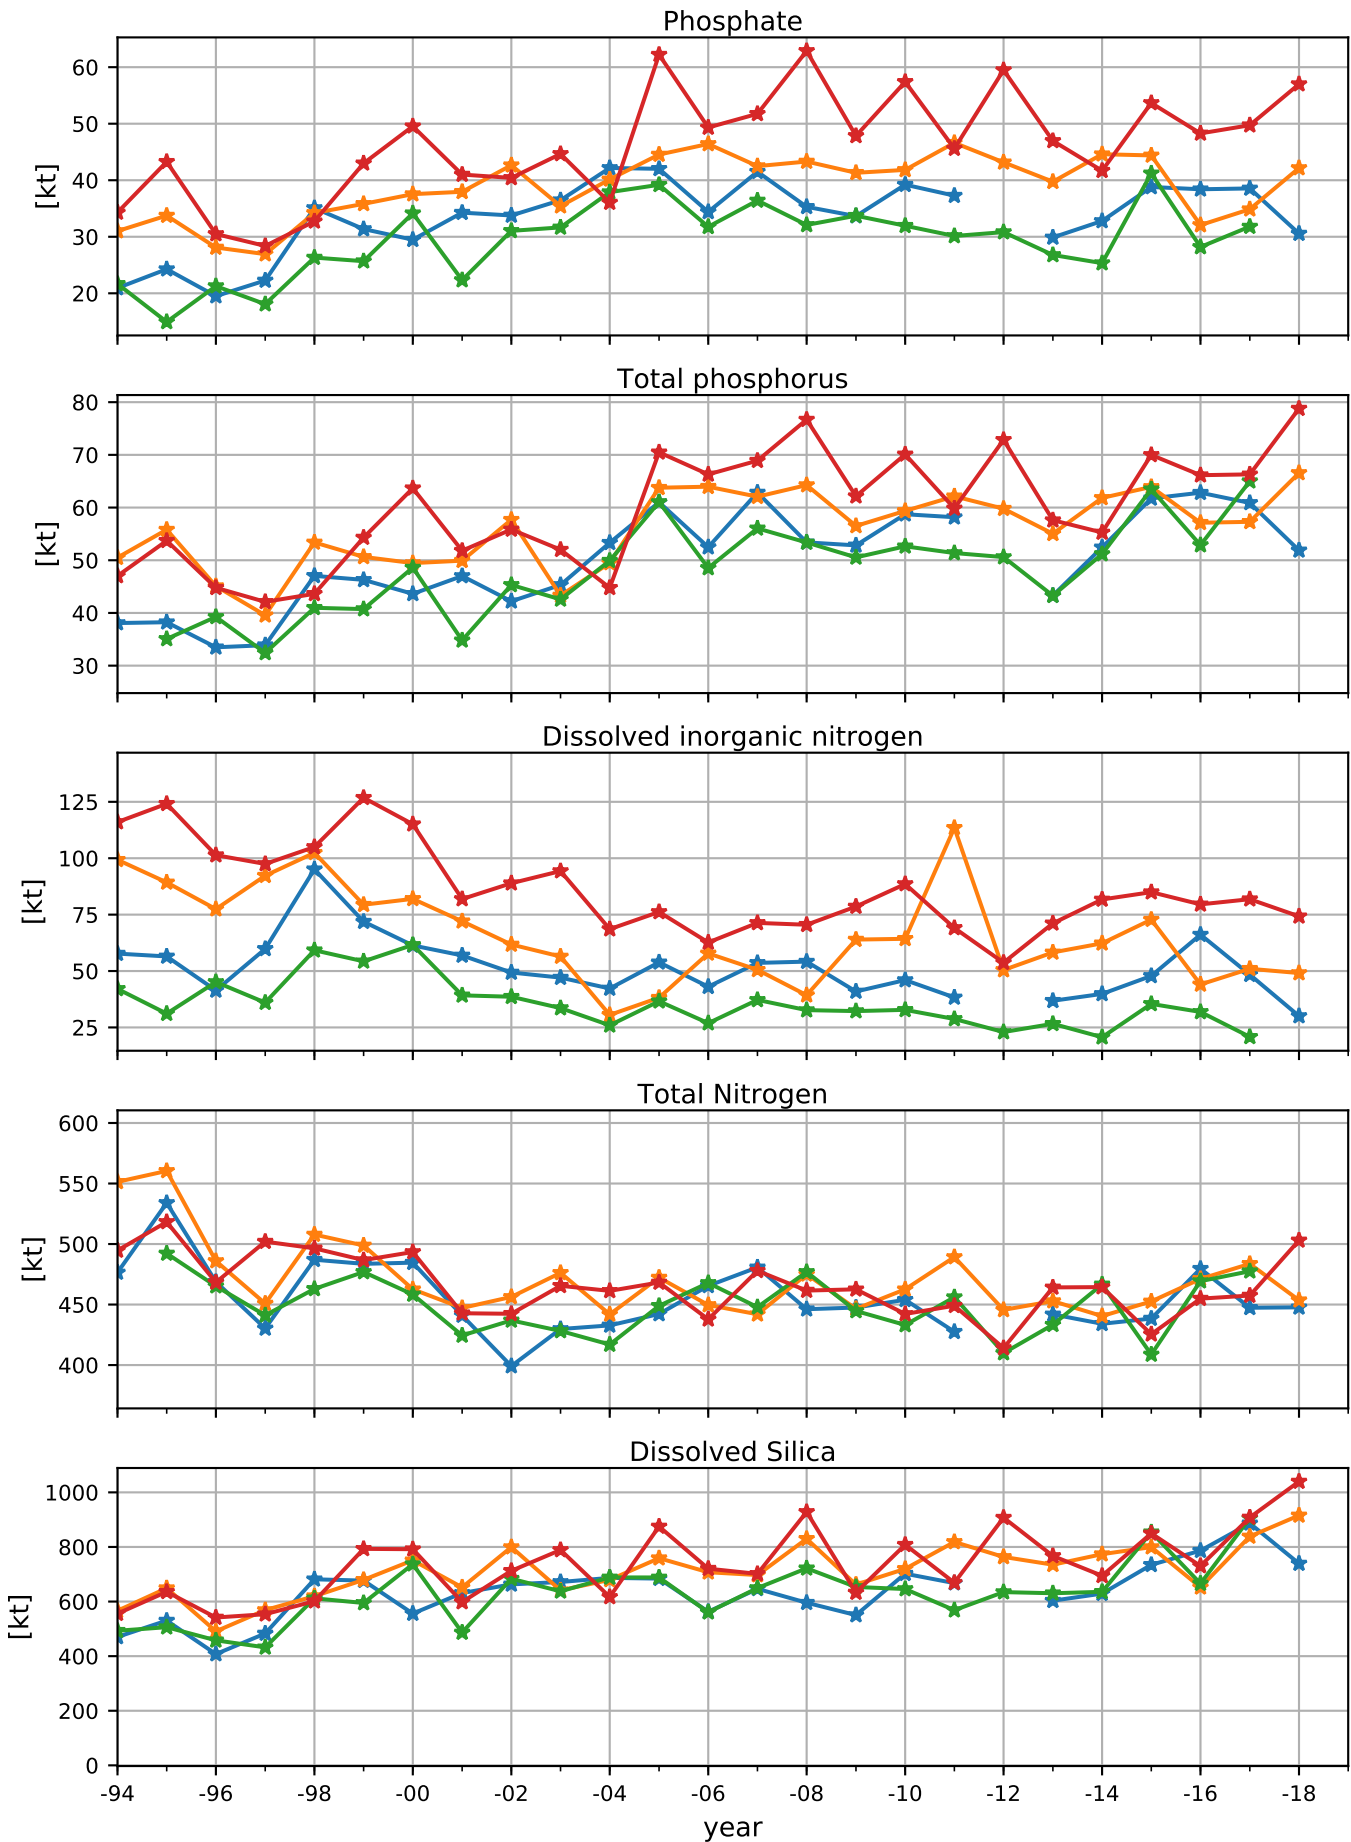 Phosphate
60
50
40
30
20
[kt]
Total phosphorus
80
70
60
50
40
30
[kt]
Dissolved inorganic nitrogen
125
100
75
50
25
[kt]
Total Nitrogen
600
550
500
450
400
[kt]
Dissolved Silica
1000
800
600
400
200
0
[kt]
-94 -96 -98 -00 -02 -04 -06 -08 -10 -12 -14 -16 -18
year